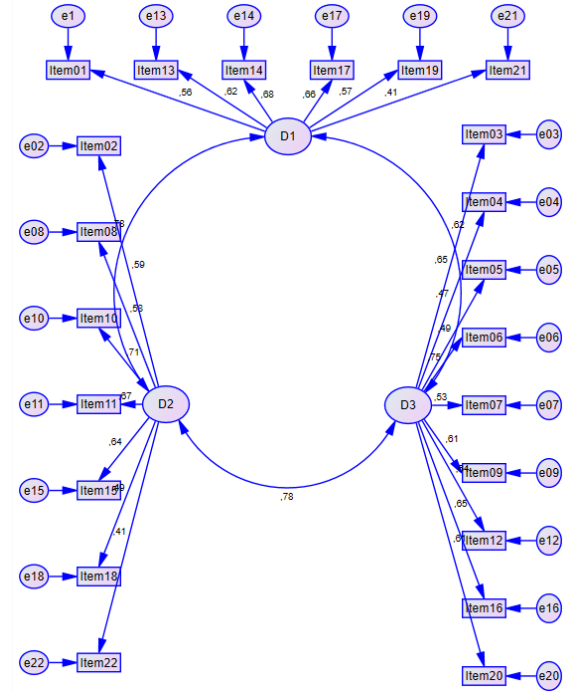 e1 e13 e14 e17 e19 e21
Item01 Item13 Item14 Item17 Item19 Item21
,56 ,62 ,68 ,66 ,57 ,41
D1
e02 Item02 Item03 e03
Item04 e04
,62
e08 Item08
,59 ,65
Item05 e05
,47
e10 Item10
,49
Item06 e06
,71 ,75
e11 Item11 ,67 D2 D3 ,53 Item07 e07
,64 ,61
Item09 e09
e15 Item15
,78
,65
,41
Item12 e12
e18 Item18
Item16 e16
e22 Item22
Item20 e20